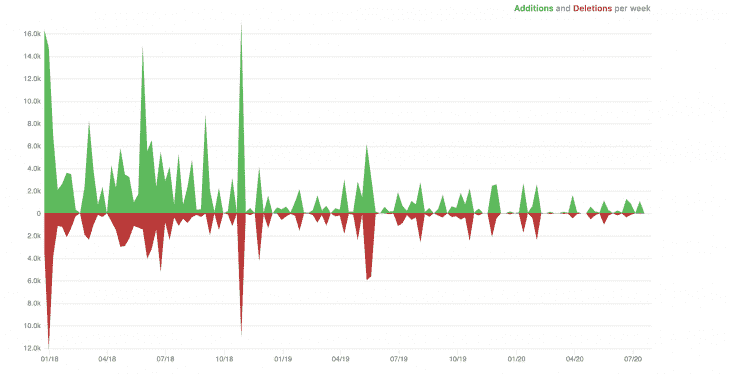 Additions and Deletions per week
16.0k
14.0k
12.0k
10.0k
8.0k
6.0k
4.0k
2.0k
0
2.0k
4.0k
6.0k
8.0k
10.0k
12.0k
01/18 04/18 07/18 10/18 01/19 04/19 07/19 10/19 01/20 04/20 07/20